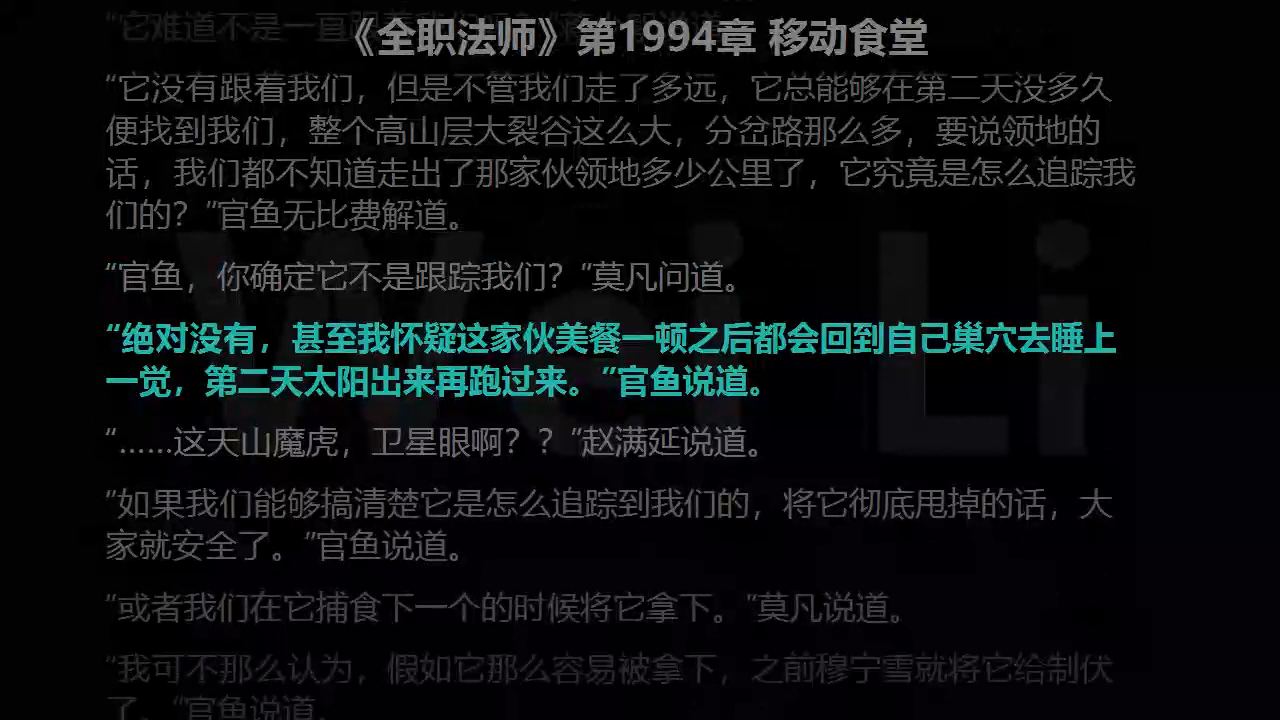 “它难道不是一直跟着我们
《全职法师》第1994章 移动食堂
“它没有跟着我们，但是不管我们走了多远，它总能够在第二天没多久
便找到我们，整个高山层大裂谷这么大，分岔路那么多，要说领地的
话，我们都不知道走出了那家伙领地多少公里了，它究竟是怎么追踪我
们的？”官鱼无比费解道。
“官鱼，你确定它不是跟踪我们？”莫凡问道。
“绝对没有，甚至我怀疑这家伙美餐一顿之后都会回到自己巢穴去睡上
一觉，第二天太阳出来再跑过来。”官鱼说道。
“……这天山魔虎，卫星眼啊？？“赵满延说道。
“如果我们能够搞清楚它是怎么追踪到我们的，将它彻底甩掉的话，大
家就安全了。”官鱼说道。
“或者我们在它捕食下一个的时候将它拿下。”莫凡说道。
“我可不那么认为，假如它那么容易被拿下，之前穆宁雪就将它给制伏
了。“官鱼说道。
Wei Li